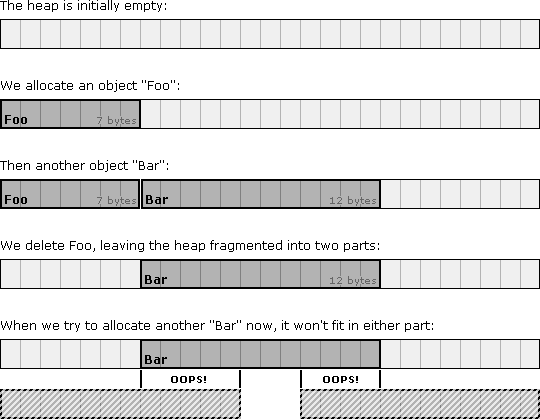 The heap is initially empty:
We allocate an object "Foo":
Foo 7 bytes
Then another object "Bar":
Foo 7 bytes Bar 12 bytes
We delete Foo, leaving the heap fragmented into two parts:
Bar 12 bytes
When we try to allocate another "Bar" now, it won't fit in either part:
Bar
OOPS! OOPS!